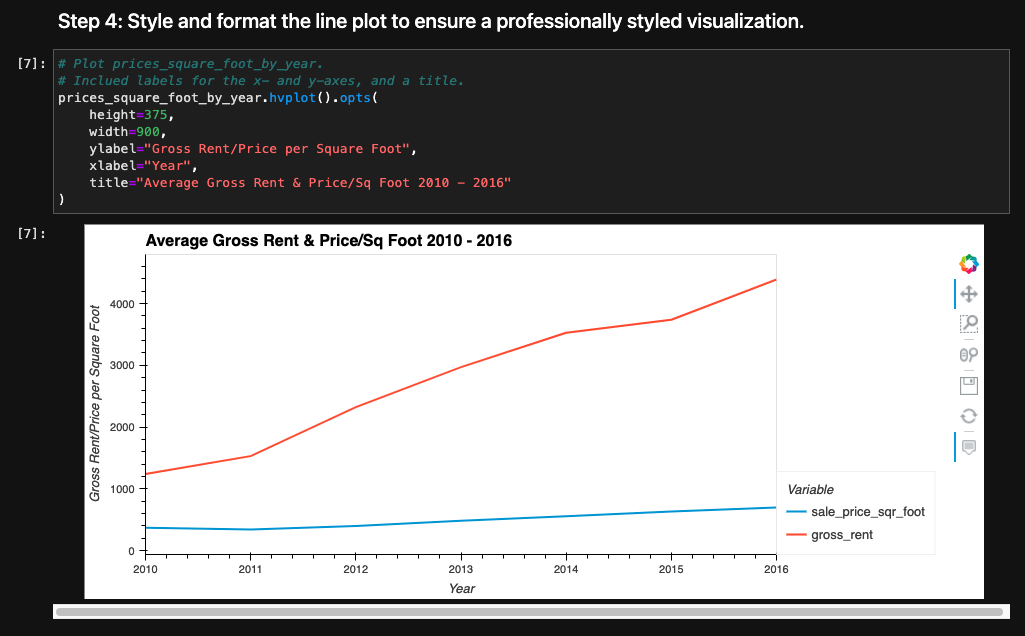 Step 4: Style and format the line plot to ensure a professionally styled visualization.
[7]:
# Plot prices_square_foot_by_year.
# Inclued labels for the x- and y-axes, and a title.
prices_square_foot_by_year.hvplot().opts(
height=375,
width=900,
ylabel="Gross Rent/Price per Square Foot",
xlabel="Year",
title="Average Gross Rent & Price/Sq Foot 2010 - 2016"
)
[7]:
Average Gross Rent & Price/Sq Foot 2010 - 2016
Gross Rent/Price per Square Foot
4000
3000
2000
1000
0
2010 2011 2012 2013 2014 2015 2016
Year
Variable
sale_price_sqr_foot
gross_rent